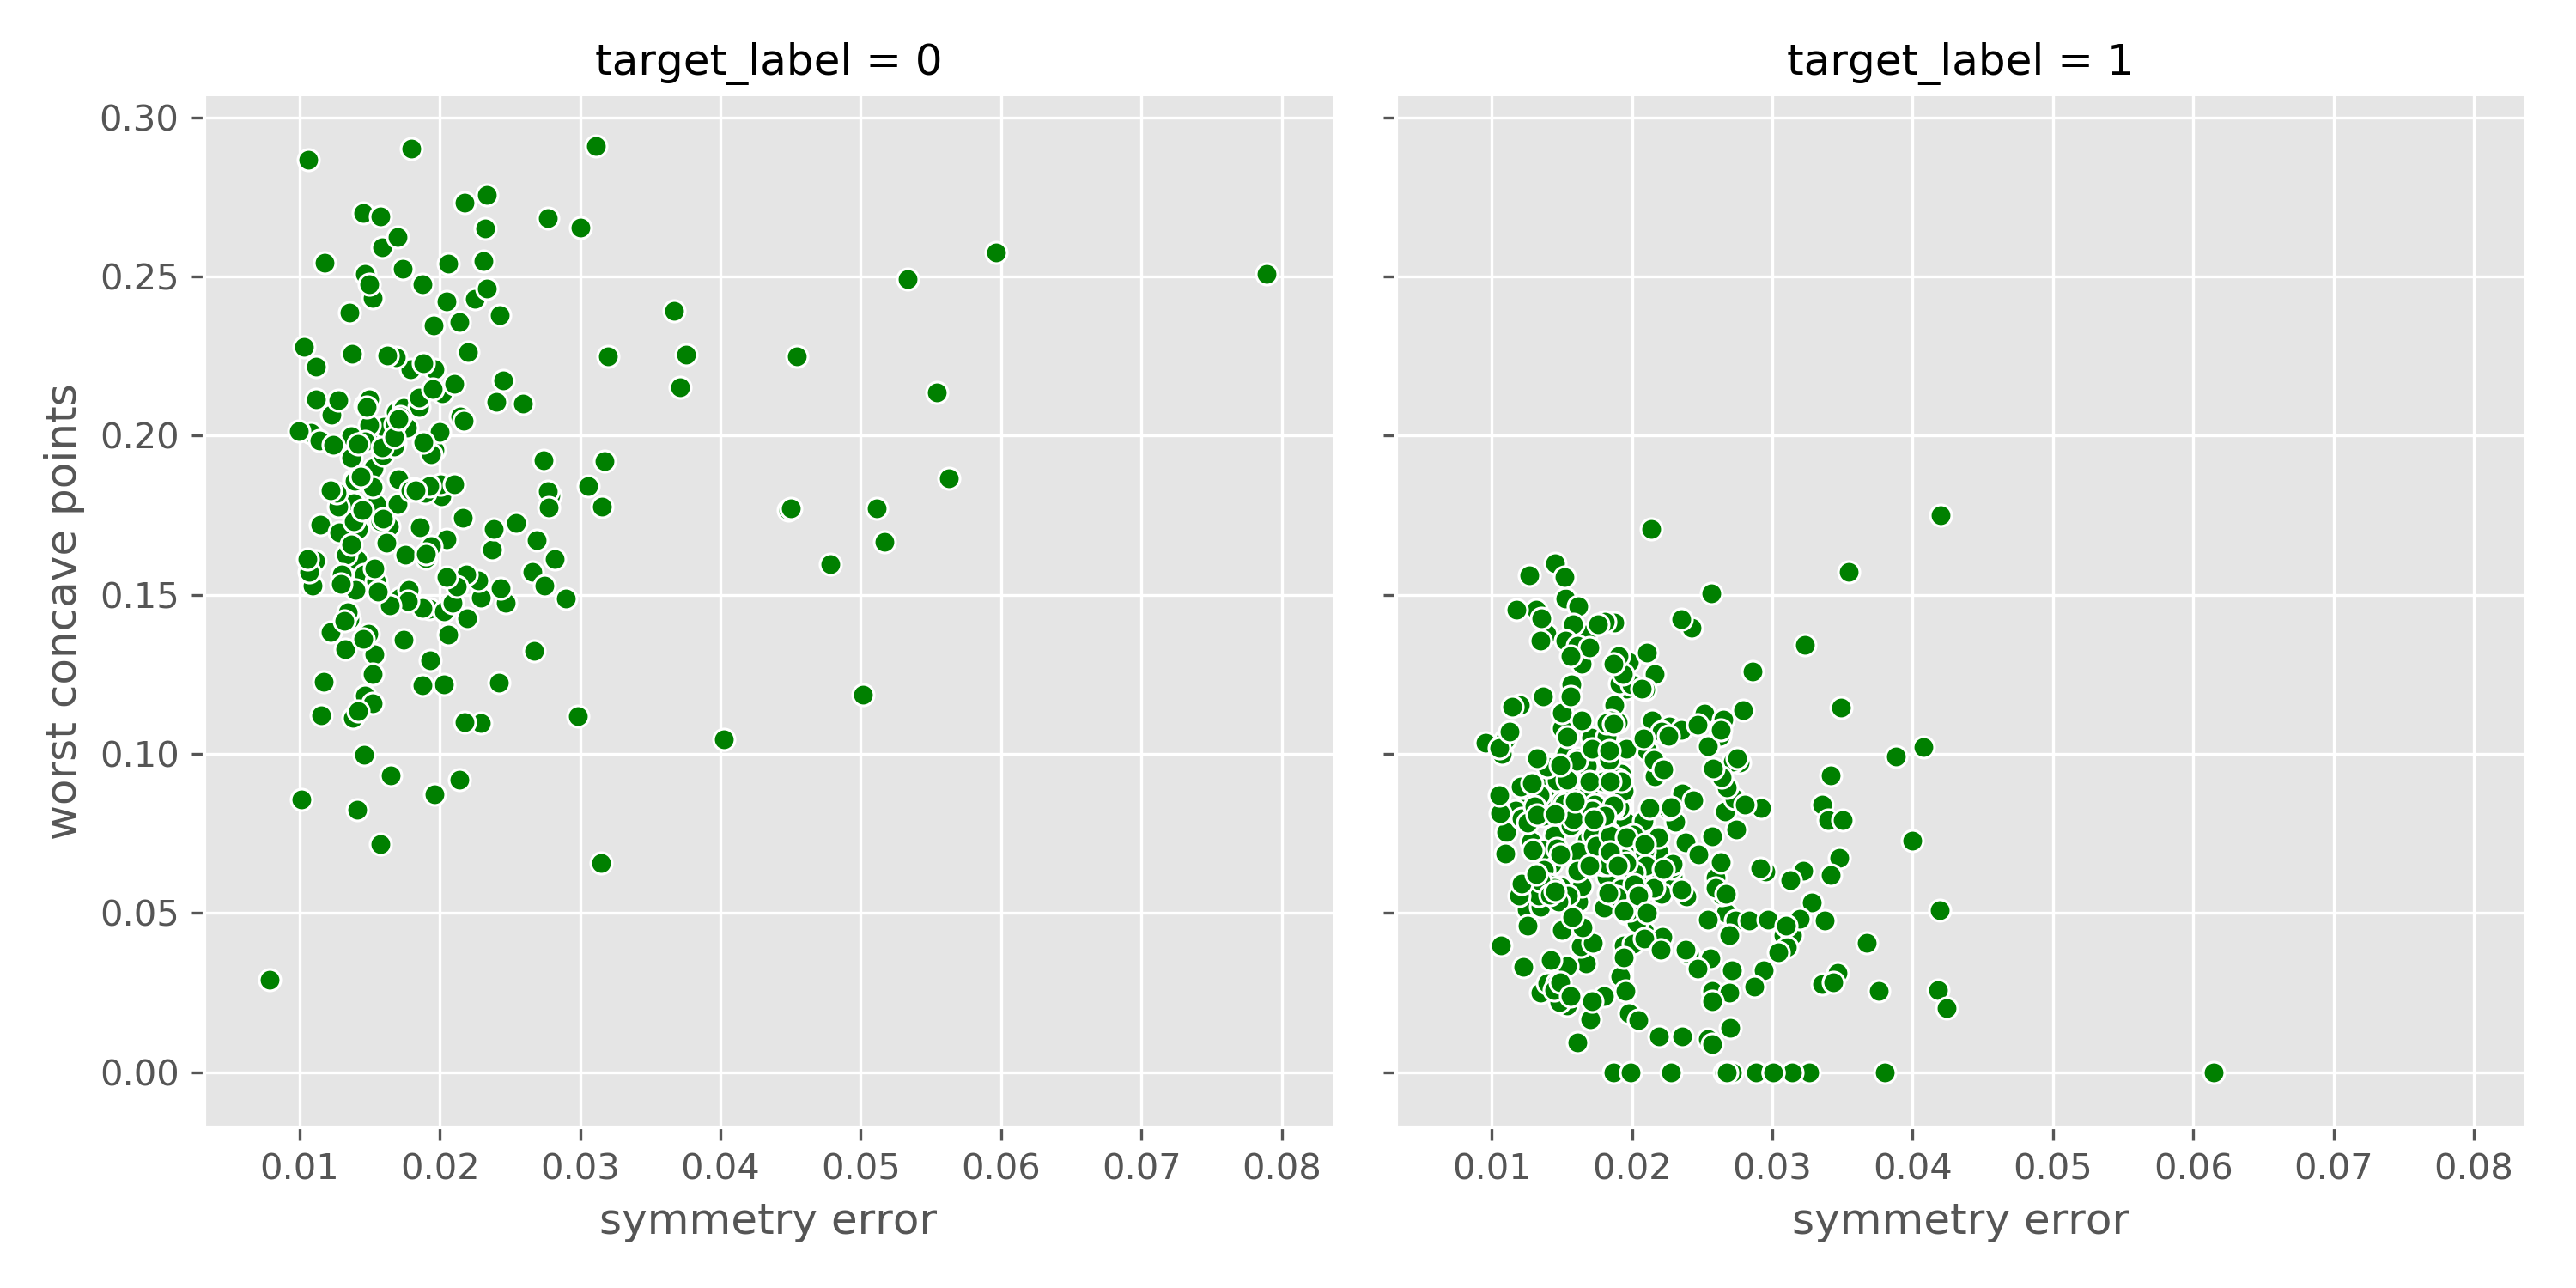 target_label = 0
target_label = 1
0.30
0.25
0.20
0.15
0.10
0.05
0.00
worst concave points
0.01 0.02 0.03 0.04 0.05 0.06 0.07 0.08
0.01 0.02 0.03 0.04 0.05 0.06 0.07 0.08
symmetry error
symmetry error